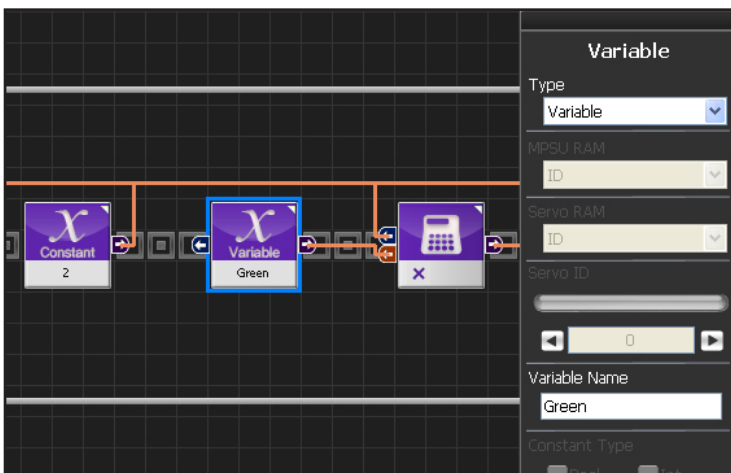 Variable
Type
Variable
MPSU RAM
ID
Servo RAM
ID
Servo ID
0
Variable Name
Green
Constant Type
X
Constant
2
X
Variable
Green
×